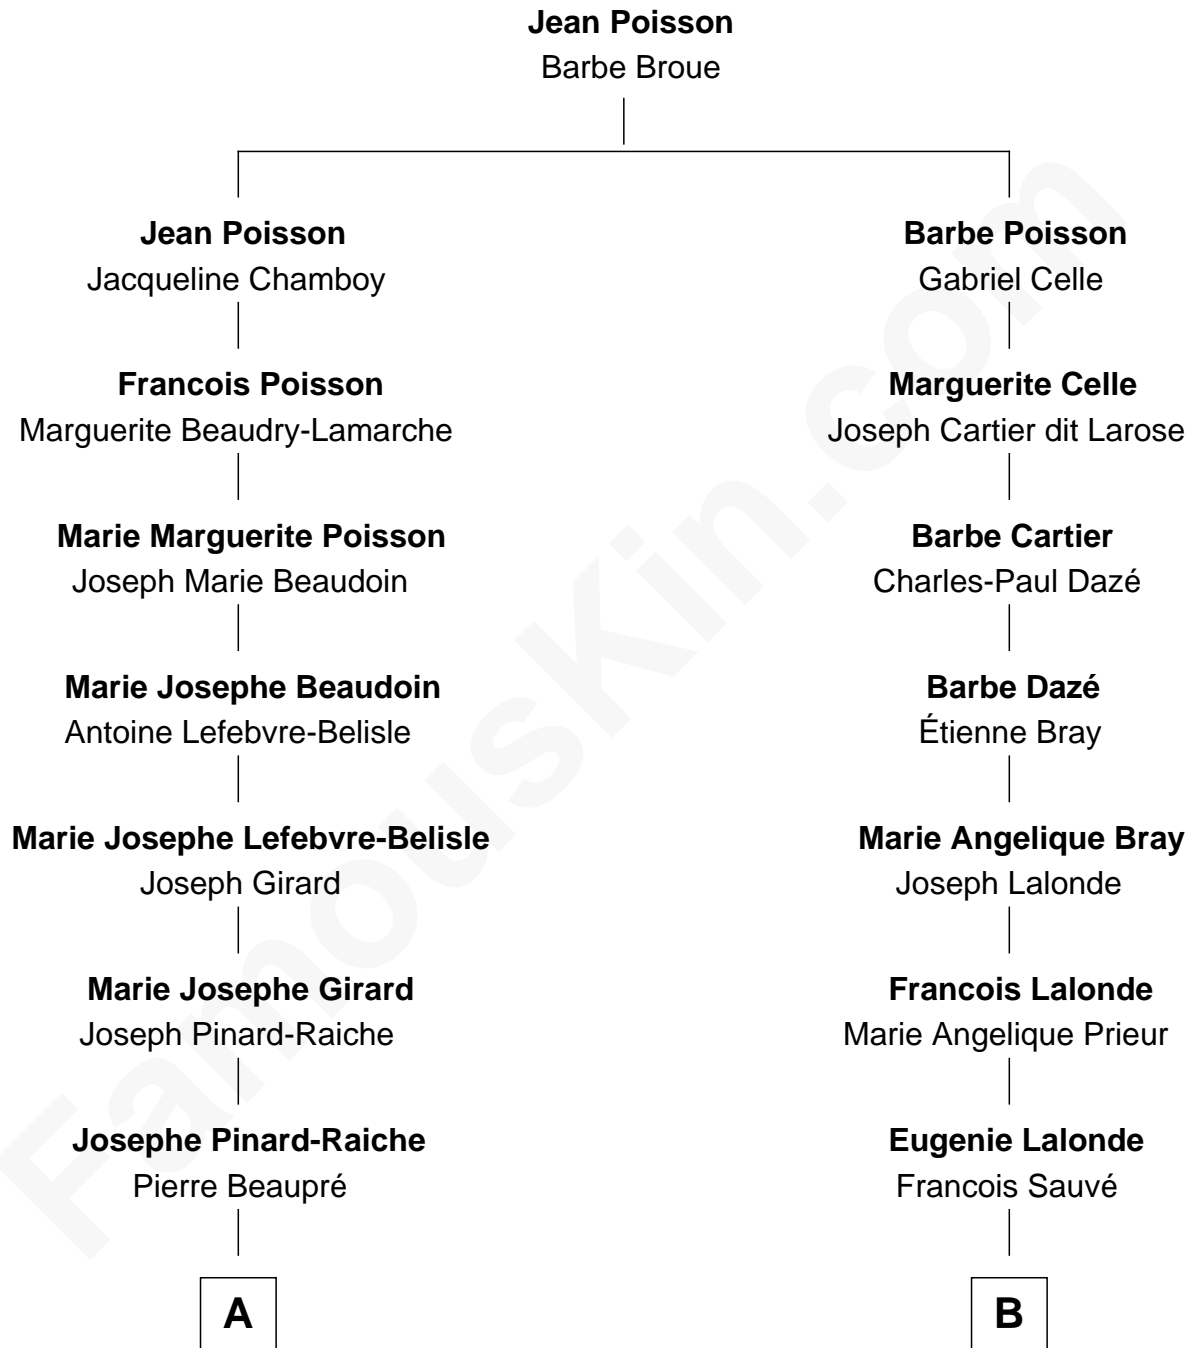 Jean Poisson
Barbe Broue
Jean Poisson
Jacqueline Chamboy
Barbe Poisson
Gabriel Celle
Francois Poisson
Marguerite Beaudry-Lamarche
Marguerite Celle
Joseph Cartier dit Larose
Marie Marguerite Poisson
Joseph Marie Beaudoin
Barbe Cartier
Charles-Paul Dazé
Marie Josephe Beaudoin
Antoine Lefebvre-Belisle
Barbe Dazé
Étienne Bray
Marie Josephe Lefebvre-Belisle
Joseph Girard
Marie Angelique Bray
Joseph Lalonde
Marie Josephe Girard
Joseph Pinard-Raiche
Francois Lalonde
Marie Angelique Prieur
Josephe Pinard-Raiche
Pierre Beaupré
Eugenie Lalonde
Francois Sauvé
A
B
FamousKin.com